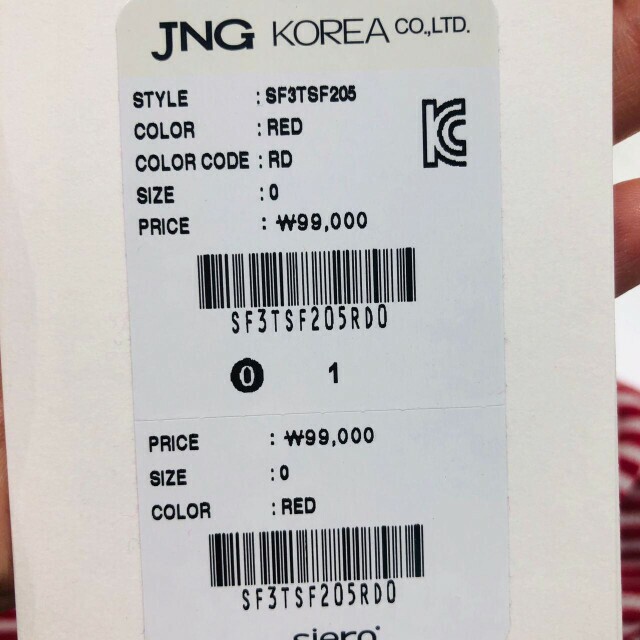 JNG KOREA CO.,LTD.
STYLE : SF3TSF205
COLOR : RED
COLOR CODE : RD
SIZE : 0
PRICE : ₩99,000
SF3TSF205RD0
0 1
PRICE : ₩99,000
SIZE : 0
COLOR : RED
SF3TSF205RD0
siero